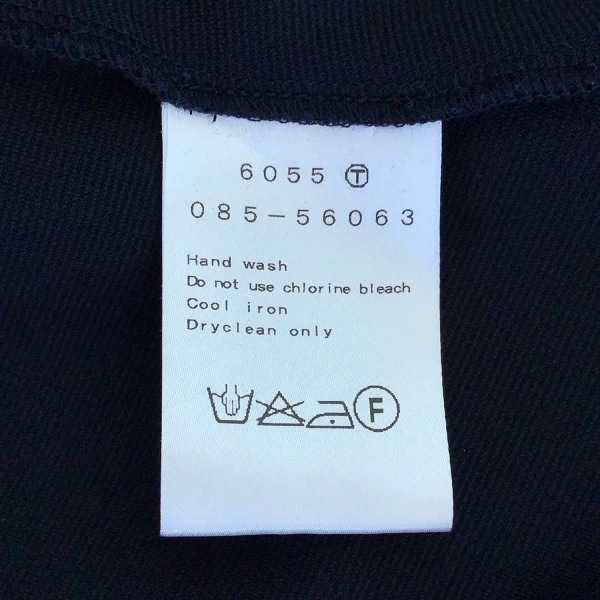 6055 Ⓣ
085-56063
Hand wash
Do not use chlorine bleach
Cool iron
Dryclean only
F